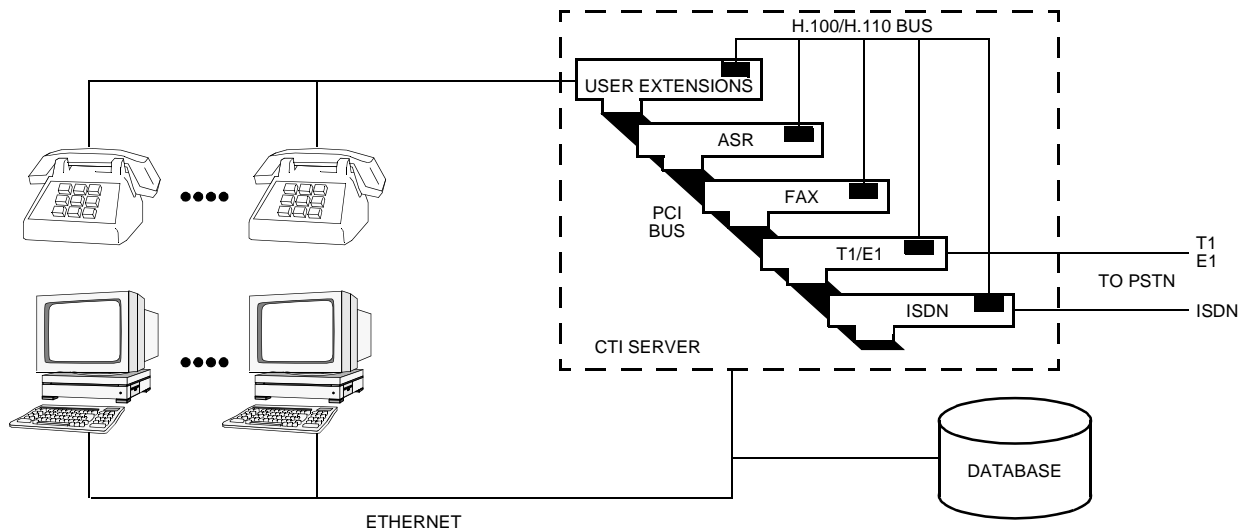 H.100/H.110 BUS
USER EXTENSIONS
ASR
FAX
PCI
BUS
T1/E1
T1
E1
TO PSTN
ISDN
ISDN
CTI SERVER
DATABASE
ETHERNET